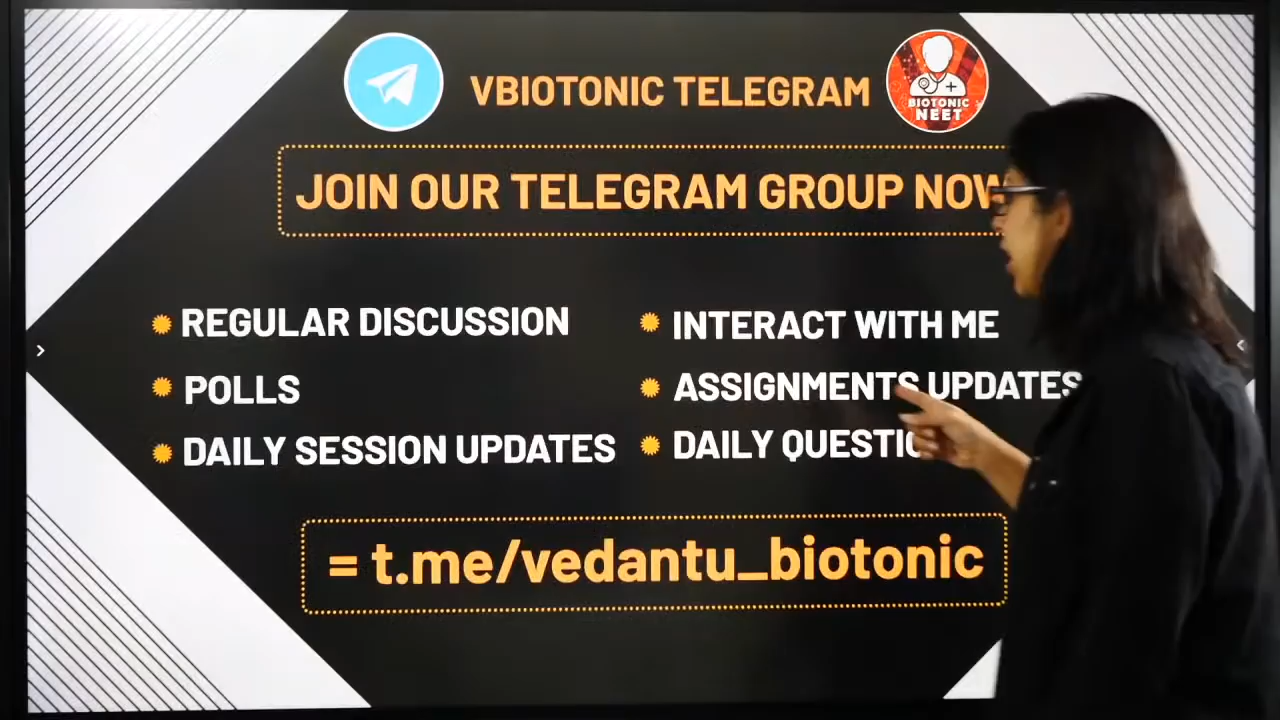 VBIOTONIC TELEGRAM
BIOTONIC
NEET
JOIN OUR TELEGRAM GROUP
REGULAR DISCUSSION
INTERACT WITH ME
POLLS
ASSIGNMENTS UPDATES
DAILY SESSION UPDATES
DAILY
= t.me/vedantu_biotonic